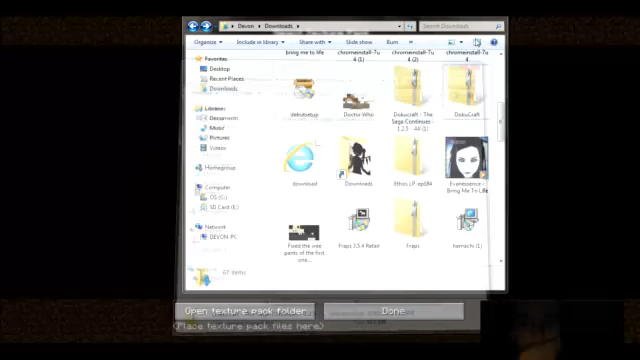 Devon ▸ Downloads ▸
Search Downloads
Organize Include in library Share with Slide show Burn »
bring me to life
chromeinstall-7u4 (1)
chromeinstall-7u4 (2)
chromeinstall-7u4
Favorites
Desktop
Recent Places
Downloads
Libraries
Documents
Music
Pictures
Videos
Homegroup
Computer
OS (C:)
SD Card (E:)
Network
DEVON-PC
debutsetup
Doctor-Who
Dokucraft - The Saga Continues - 1.2.5 - All (1)
DokuCraft
download
Downloads
Ethos LP -ep184
Evanessence - Bring Me To Life
Fixed the wee pants of the first one...
Fraps 3.5.4 Retail
Fraps
hamachi (1)
67 items
Open texture pack folder
Done
(Place texture pack files here)